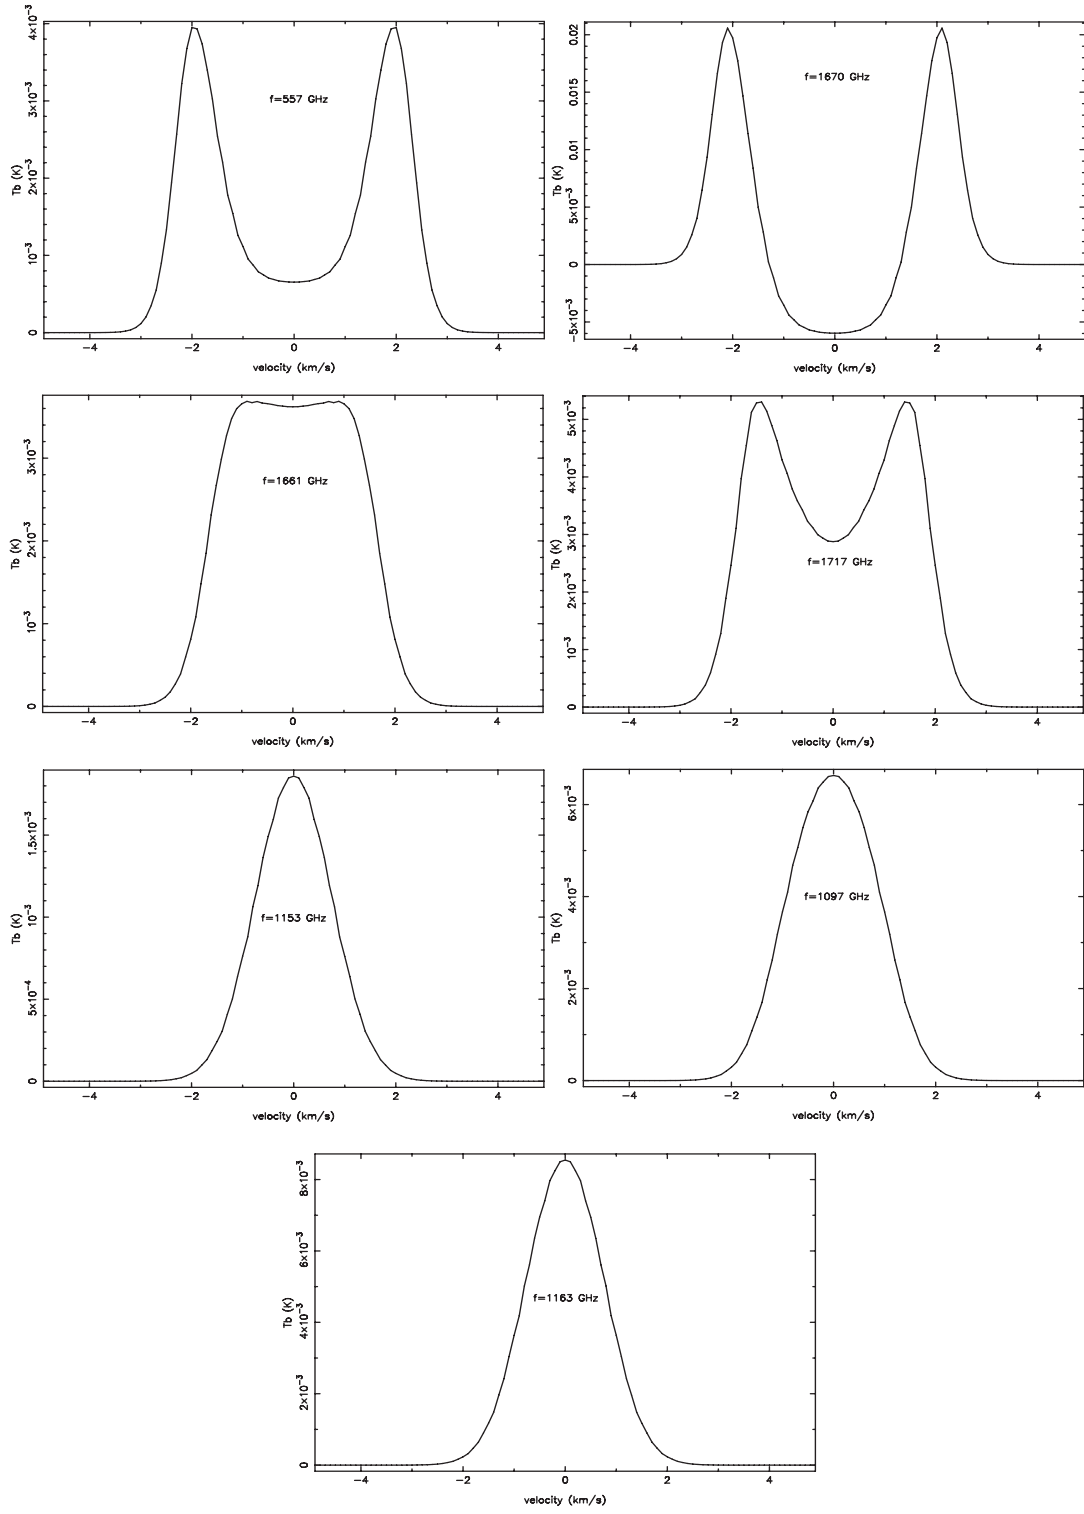 4×10⁻³
3×10⁻³
2×10⁻³
10⁻³
0
Tb (K)
f=557 GHz
−4 −2 0 2 4
velocity (km/s)
0.02
0.015
0.01
5×10⁻³
0
−5×10⁻³
Tb (K)
f=1670 GHz
−4 −2 0 2 4
velocity (km/s)
3×10⁻³
2×10⁻³
10⁻³
0
Tb (K)
f=1661 GHz
−4 −2 0 2 4
velocity (km/s)
5×10⁻³
4×10⁻³
3×10⁻³
2×10⁻³
10⁻³
0
Tb (K)
f=1717 GHz
−4 −2 0 2 4
velocity (km/s)
1.5×10⁻³
10⁻³
5×10⁻⁴
0
Tb (K)
f=1153 GHz
−4 −2 0 2 4
velocity (km/s)
6×10⁻³
4×10⁻³
2×10⁻³
0
Tb (K)
f=1097 GHz
−4 −2 0 2 4
velocity (km/s)
8×10⁻³
6×10⁻³
4×10⁻³
2×10⁻³
0
Tb (K)
f=1163 GHz
−4 −2 0 2 4
velocity (km/s)